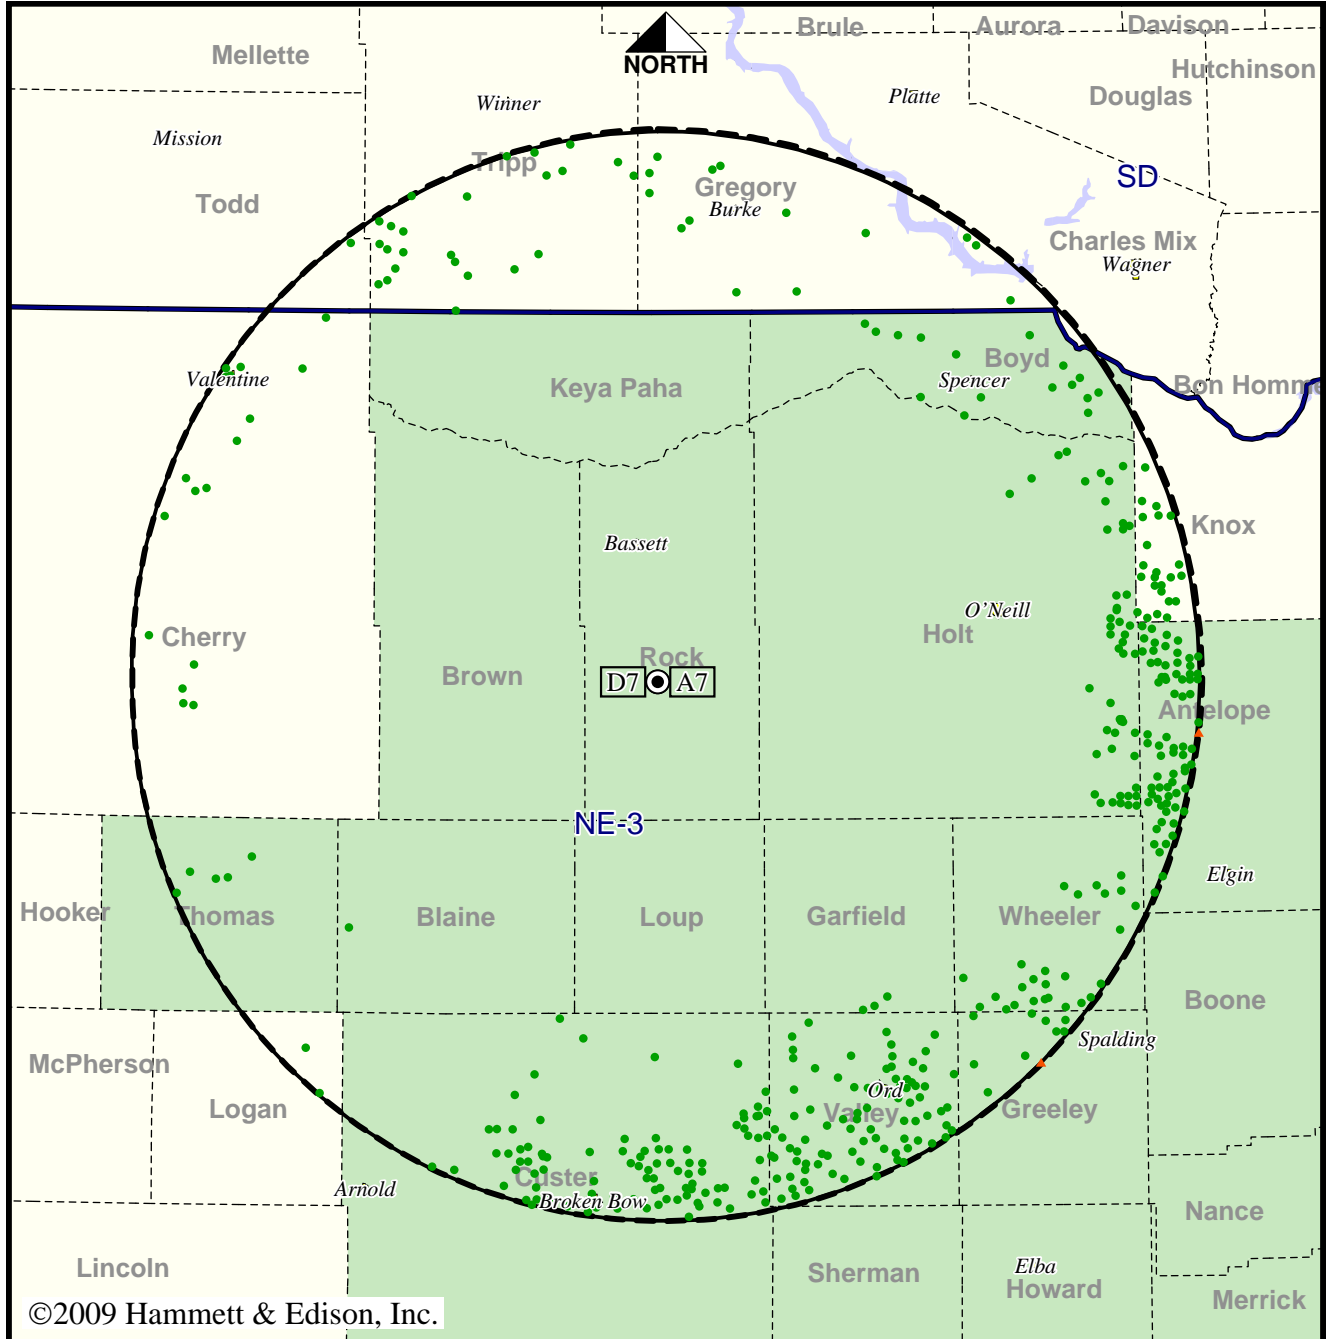 Brule
Aurora
Davison
Mellette
NORTH
Hutchinson
Winner
Platte
Douglas
Mission
Tripp
SD
Gregory
Todd
Burke
Charles Mix
Wagner
Boyd
Valentine
Keya Paha
Spencer
Bon Homme
Knox
Bassett
O'Neill
Cherry
Holt
Rock
Brown
D7 A7
Antelope
NE-3
Elgin
Hooker
Thomas
Blaine
Loup
Garfield
Wheeler
Boone
Spalding
McPherson
Ord
Logan
Valley
Greeley
Custer
Arnold
Broken Bow
Nance
Lincoln
Sherman
Elba
Howard
Merrick
©2009 Hammett & Edison, Inc.